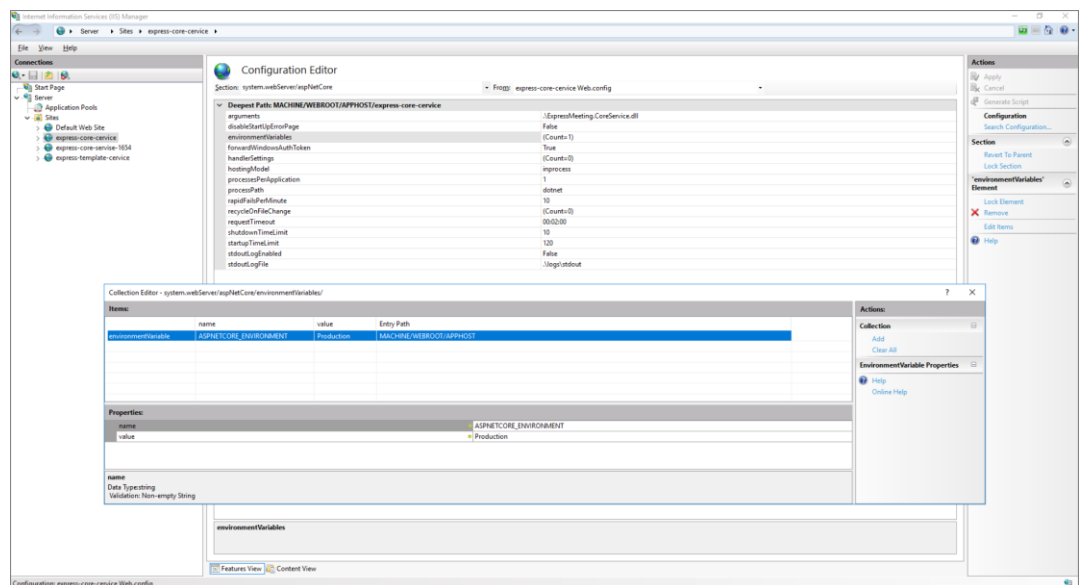 Internet Information Services (IIS) Manager
Server Sites express-core-cervice
File View Help
Connections
Start Page
Server
Application Pools
Sites
Default Web Site
express-core-cervice
express-core-servise-1654
express-template-cervice
Configuration Editor
Section: system.webServer/aspNetCore From: express-core-cervice Web.config
Deepest Path: MACHINE/WEBROOT/APPHOST/express-core-cervice
arguments .\ExpressMeeting.CoreService.dll
disableStartUpErrorPage False
environmentVariables (Count=1)
forwardWindowsAuthToken True
handlerSettings (Count=0)
hostingModel inprocess
processesPerApplication 1
processPath dotnet
rapidFailsPerMinute 10
recycleOnFileChange (Count=0)
requestTimeout 00:02:00
shutdownTimeLimit 10
startupTimeLimit 120
stdoutLogEnabled False
stdoutLogFile .\logs\stdout
Actions
Apply
Cancel
Generate Script
Configuration
Search Configuration...
Section
Revert To Parent
Lock Section
'environmentVariables'
Element
Lock Element
Remove
Edit Items
Help
Collection Editor - system.webServer/aspNetCore/environmentVariables/
Items:
name value Entry Path
environmentVariable ASPNETCORE_ENVIRONMENT Production MACHINE/WEBROOT/APPHOST
Properties:
name ASPNETCORE_ENVIRONMENT
value Production
name
Data Type:string
Validation: Non-empty String
Actions:
Collection
Add
Clear All
EnvironmentVariable Properties
Help
Online Help
environmentVariables
Features View Content View
Configuration: express-core-cervice Web.config